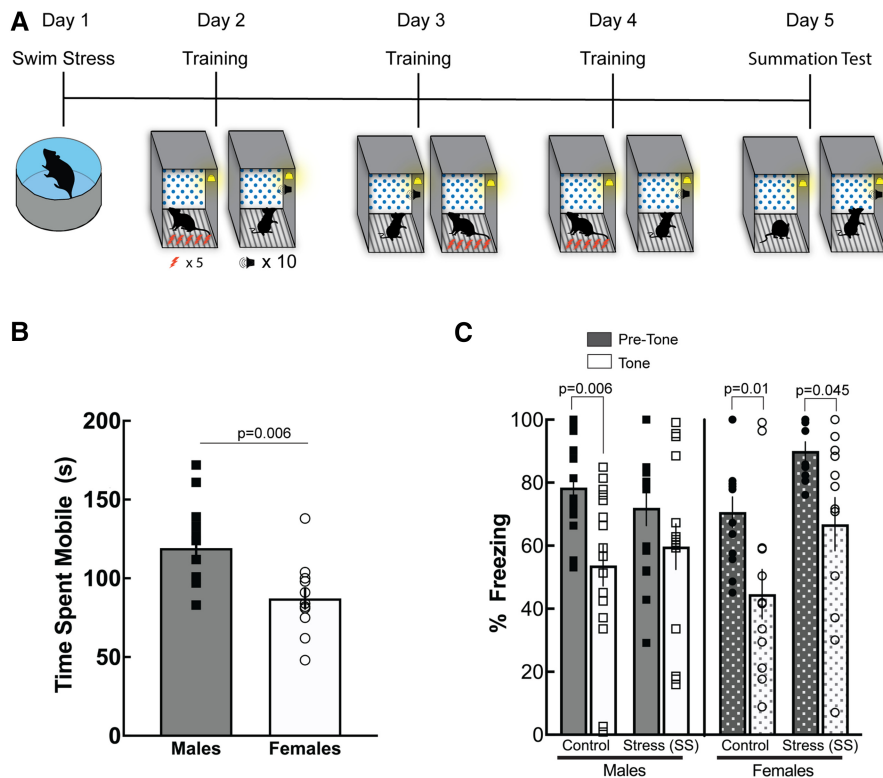 A
Day 1
Day 2
Day 3
Day 4
Day 5
Swim Stress
Training
Training
Training
Summation Test
x 5
x 10
B
Time Spent Mobile (s)
200
150
100
50
0
p=0.006
Males
Females
C
Pre-Tone
Tone
% Freezing
100
80
60
40
20
0
p=0.006
p=0.01
p=0.045
Control
Stress (SS)
Control
Stress (SS)
Males
Females